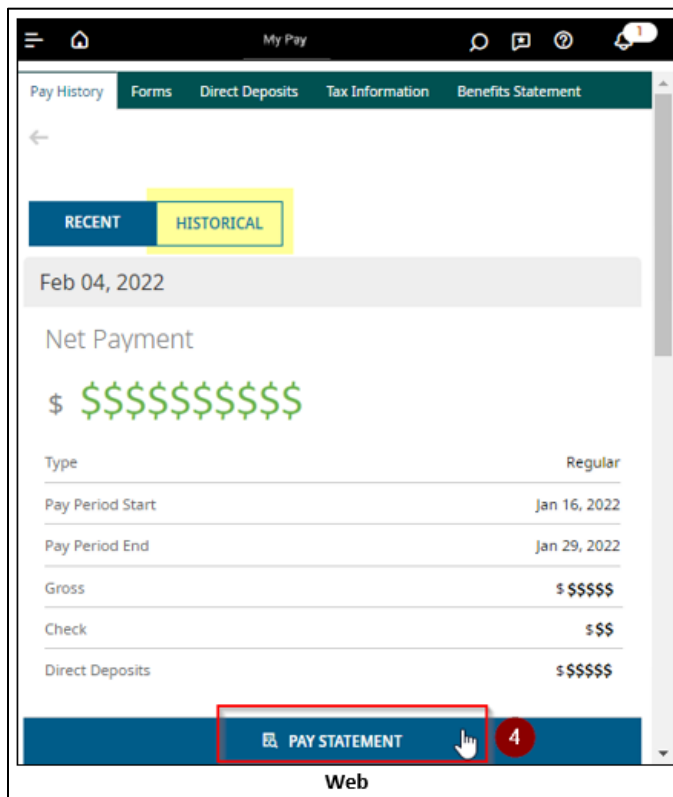 My Pay
1
Pay History Forms Direct Deposits Tax Information Benefits Statement
RECENT HISTORICAL
Feb 04, 2022
Net Payment
$ $$$$$$$$$$
Type Regular
Pay Period Start Jan 16, 2022
Pay Period End Jan 29, 2022
Gross $ $$$$$
Check $ $$
Direct Deposits $ $$$$$
PAY STATEMENT 4
Web